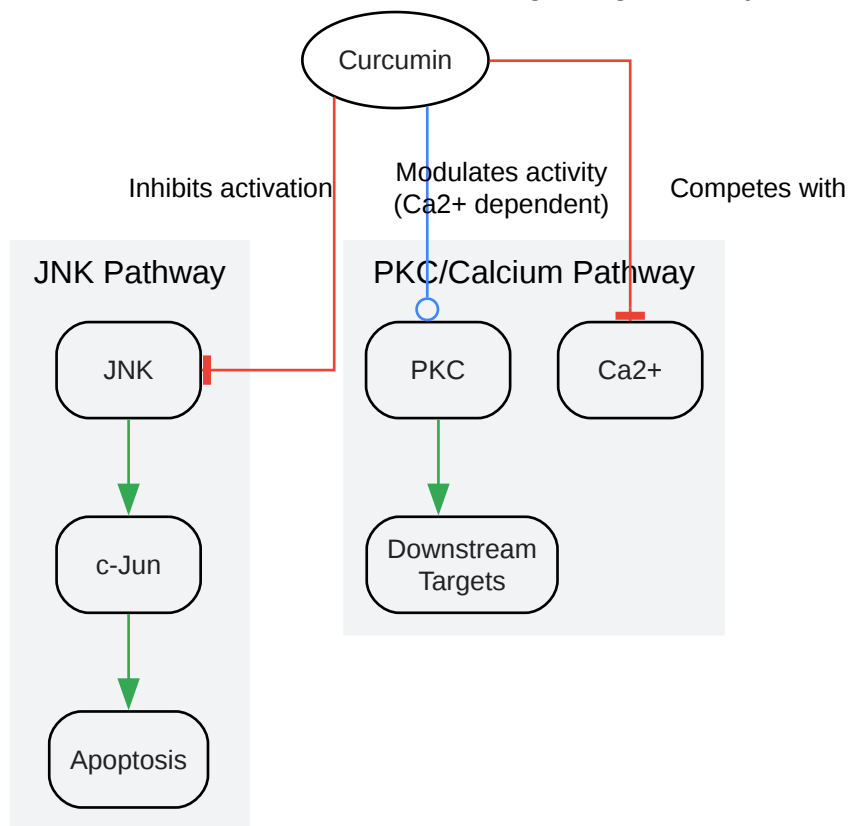 Curcumin
Inhibits activation
Modulates activity
(Ca2+ dependent)
Competes with
JNK Pathway
PKC/Calcium Pathway
JNK
PKC
Ca2+
c-Jun
Downstream
Targets
Apoptosis